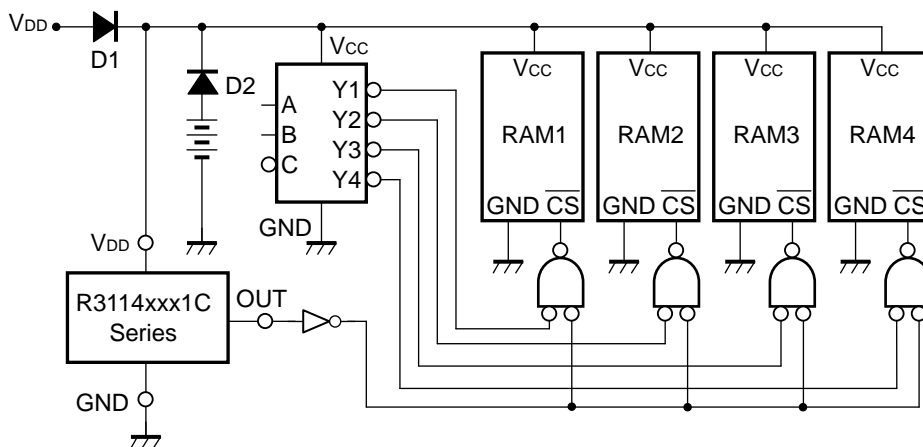 VDD
D1
D2
VCC
A
B
C
Y1
Y2
Y3
Y4
GND
VCC
RAM1
GND CS
VCC
RAM2
GND CS
VCC
RAM3
GND CS
VCC
RAM4
GND CS
VDD
R3114xxx1C
Series
OUT
GND